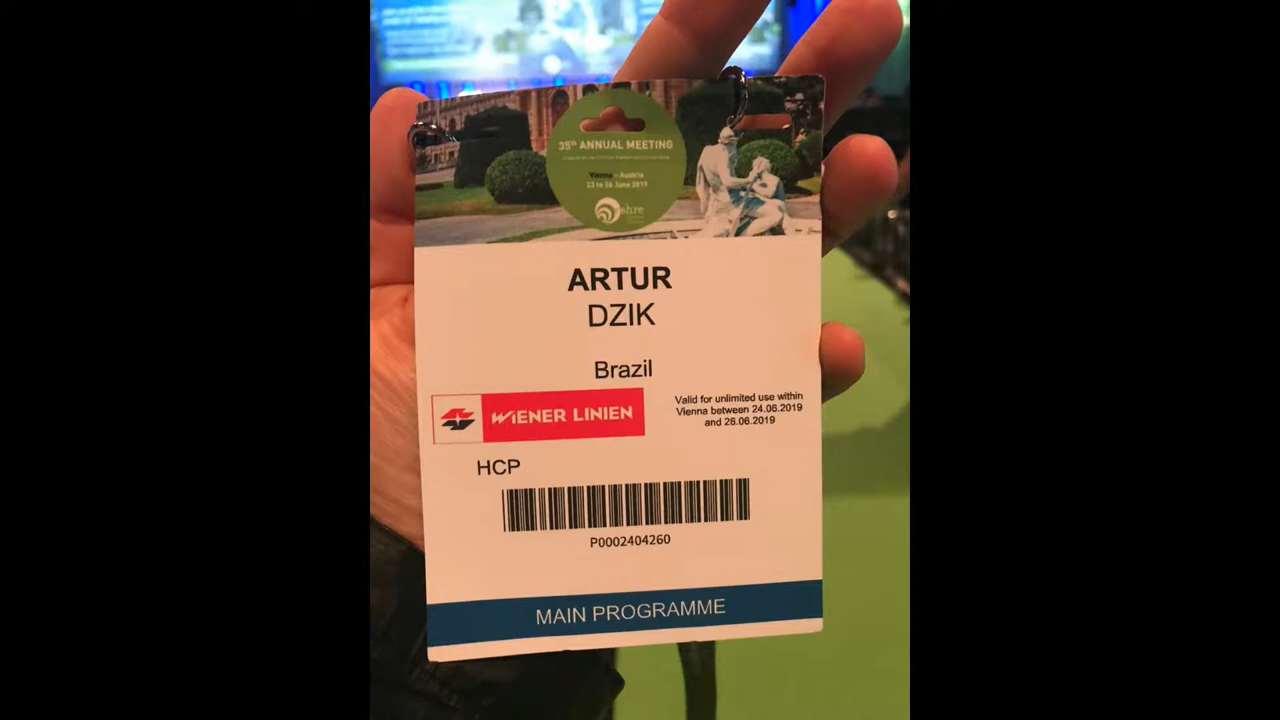 35th ANNUAL MEETING
Vienna – Austria
23 to 26 June 2019
eshre
ARTUR
DZIK
Brazil
WIENER LINIEN
Valid for unlimited use within
Vienna between 24.06.2019
and 26.06.2019
HCP
P0002404260
MAIN PROGRAMME